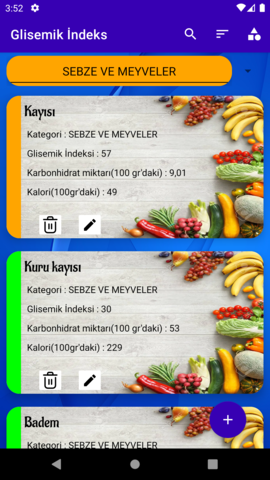 3:52
Glisemik İndeks
SEBZE VE MEYVELER
Kayısı
Kategori : SEBZE VE MEYVELER
Glisemik İndeksi : 57
Karbonhidrat miktarı(100 gr'daki) : 9,01
Kalori(100gr'daki) : 49
Kuru kayısı
Kategori : SEBZE VE MEYVELER
Glisemik İndeksi : 30
Karbonhidrat miktarı(100 gr'daki) : 53
Kalori(100gr'daki) : 229
Badem
Kategori : SEBZE VE MEYVELER